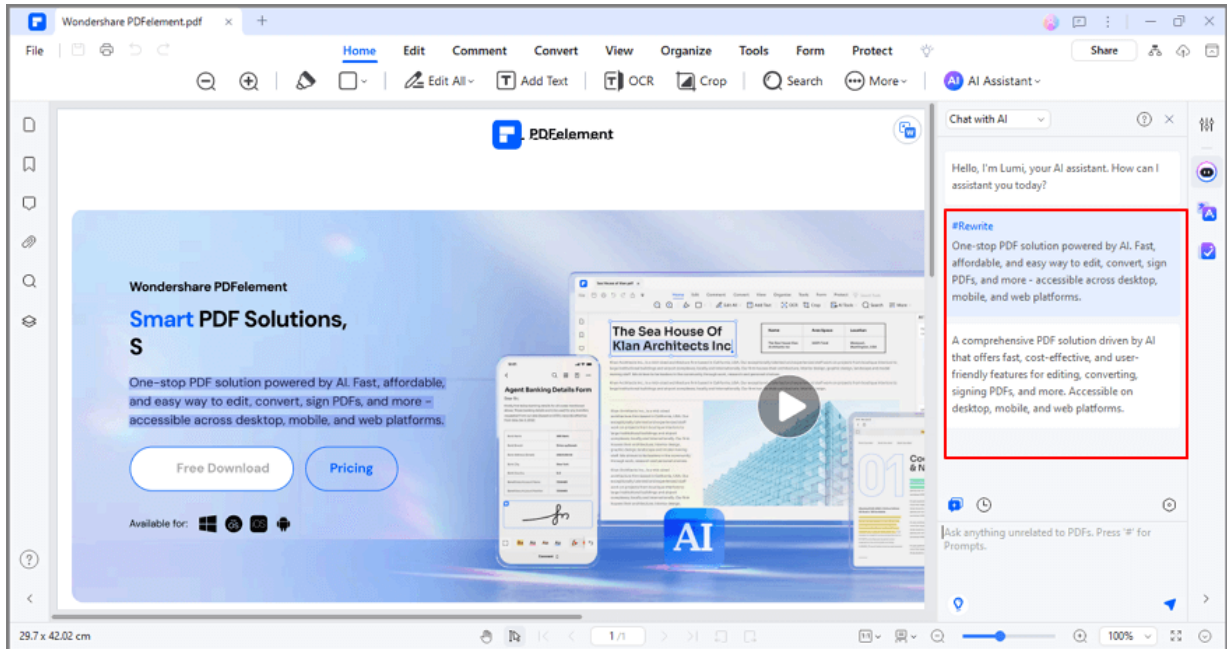 Wondershare PDFelement.pdf
File
Home Edit Comment Convert View Organize Tools Form Protect
Share
Edit All
Add Text
OCR
Crop
Search
More
AI AI Assistant
PDFelement
Wondershare PDFelement
Smart PDF Solutions,
S
One-stop PDF solution powered by AI. Fast, affordable,
and easy way to edit, convert, sign PDFs, and more –
accessible across desktop, mobile, and web platforms.
Free Download
Pricing
Available for:
iOS
The Sea House Of
Klan Architects Inc
Agent Banking Details Form
01
AI
Chat with AI
Hello, I'm Lumi, your AI assistant. How can I
assistant you today?
#Rewrite
One-stop PDF solution powered by AI. Fast,
affordable, and easy way to edit, convert, sign
PDFs, and more - accessible across desktop,
mobile, and web platforms.
A comprehensive PDF solution driven by AI
that offers fast, cost-effective, and user-
friendly features for editing, converting,
signing PDFs, and more. Accessible on
desktop, mobile, and web platforms.
Ask anything unrelated to PDFs. Press '#' for
Prompts.
29.7 x 42.02 cm
1 /1
100%